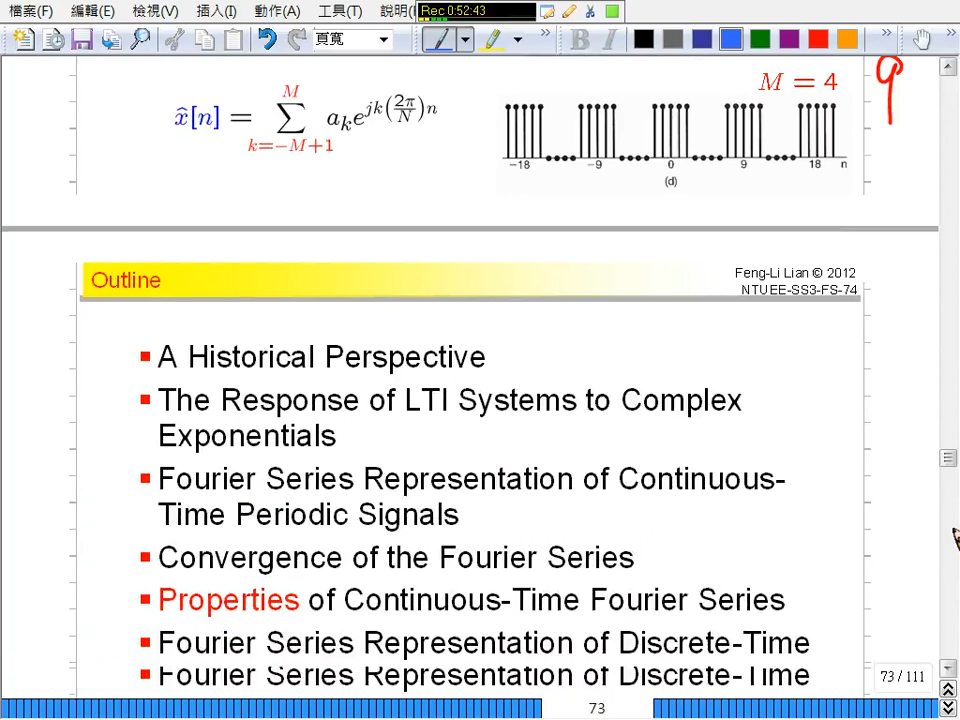 檔案(F) 編輯(E) 檢視(V) 插入(I) 動作(A) 工具(T) 說明(
Rec 0:52:43
頁寬
B I
M = 4
9
x̂[n] = ∑ a_k e^{jk(2π/N)n}
M
k=−M+1
−18 −9 0 9 18 n
(d)
Outline
Feng-Li Lian © 2012
NTUEE-SS3-FS-74
A Historical Perspective
The Response of LTI Systems to Complex
Exponentials
Fourier Series Representation of Continuous-
Time Periodic Signals
Convergence of the Fourier Series
Properties of Continuous-Time Fourier Series
Fourier Series Representation of Discrete-Time
Fourier Series Representation of Discrete-Time
73 / 111
73